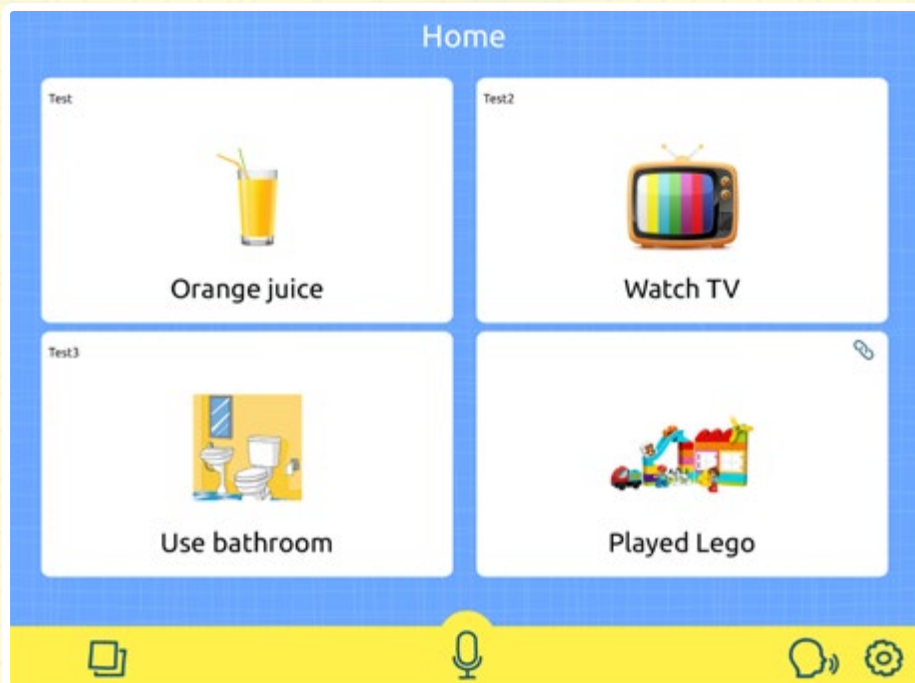 Home
Test
Orange juice
Test2
Watch TV
Test3
Use bathroom
Played Lego